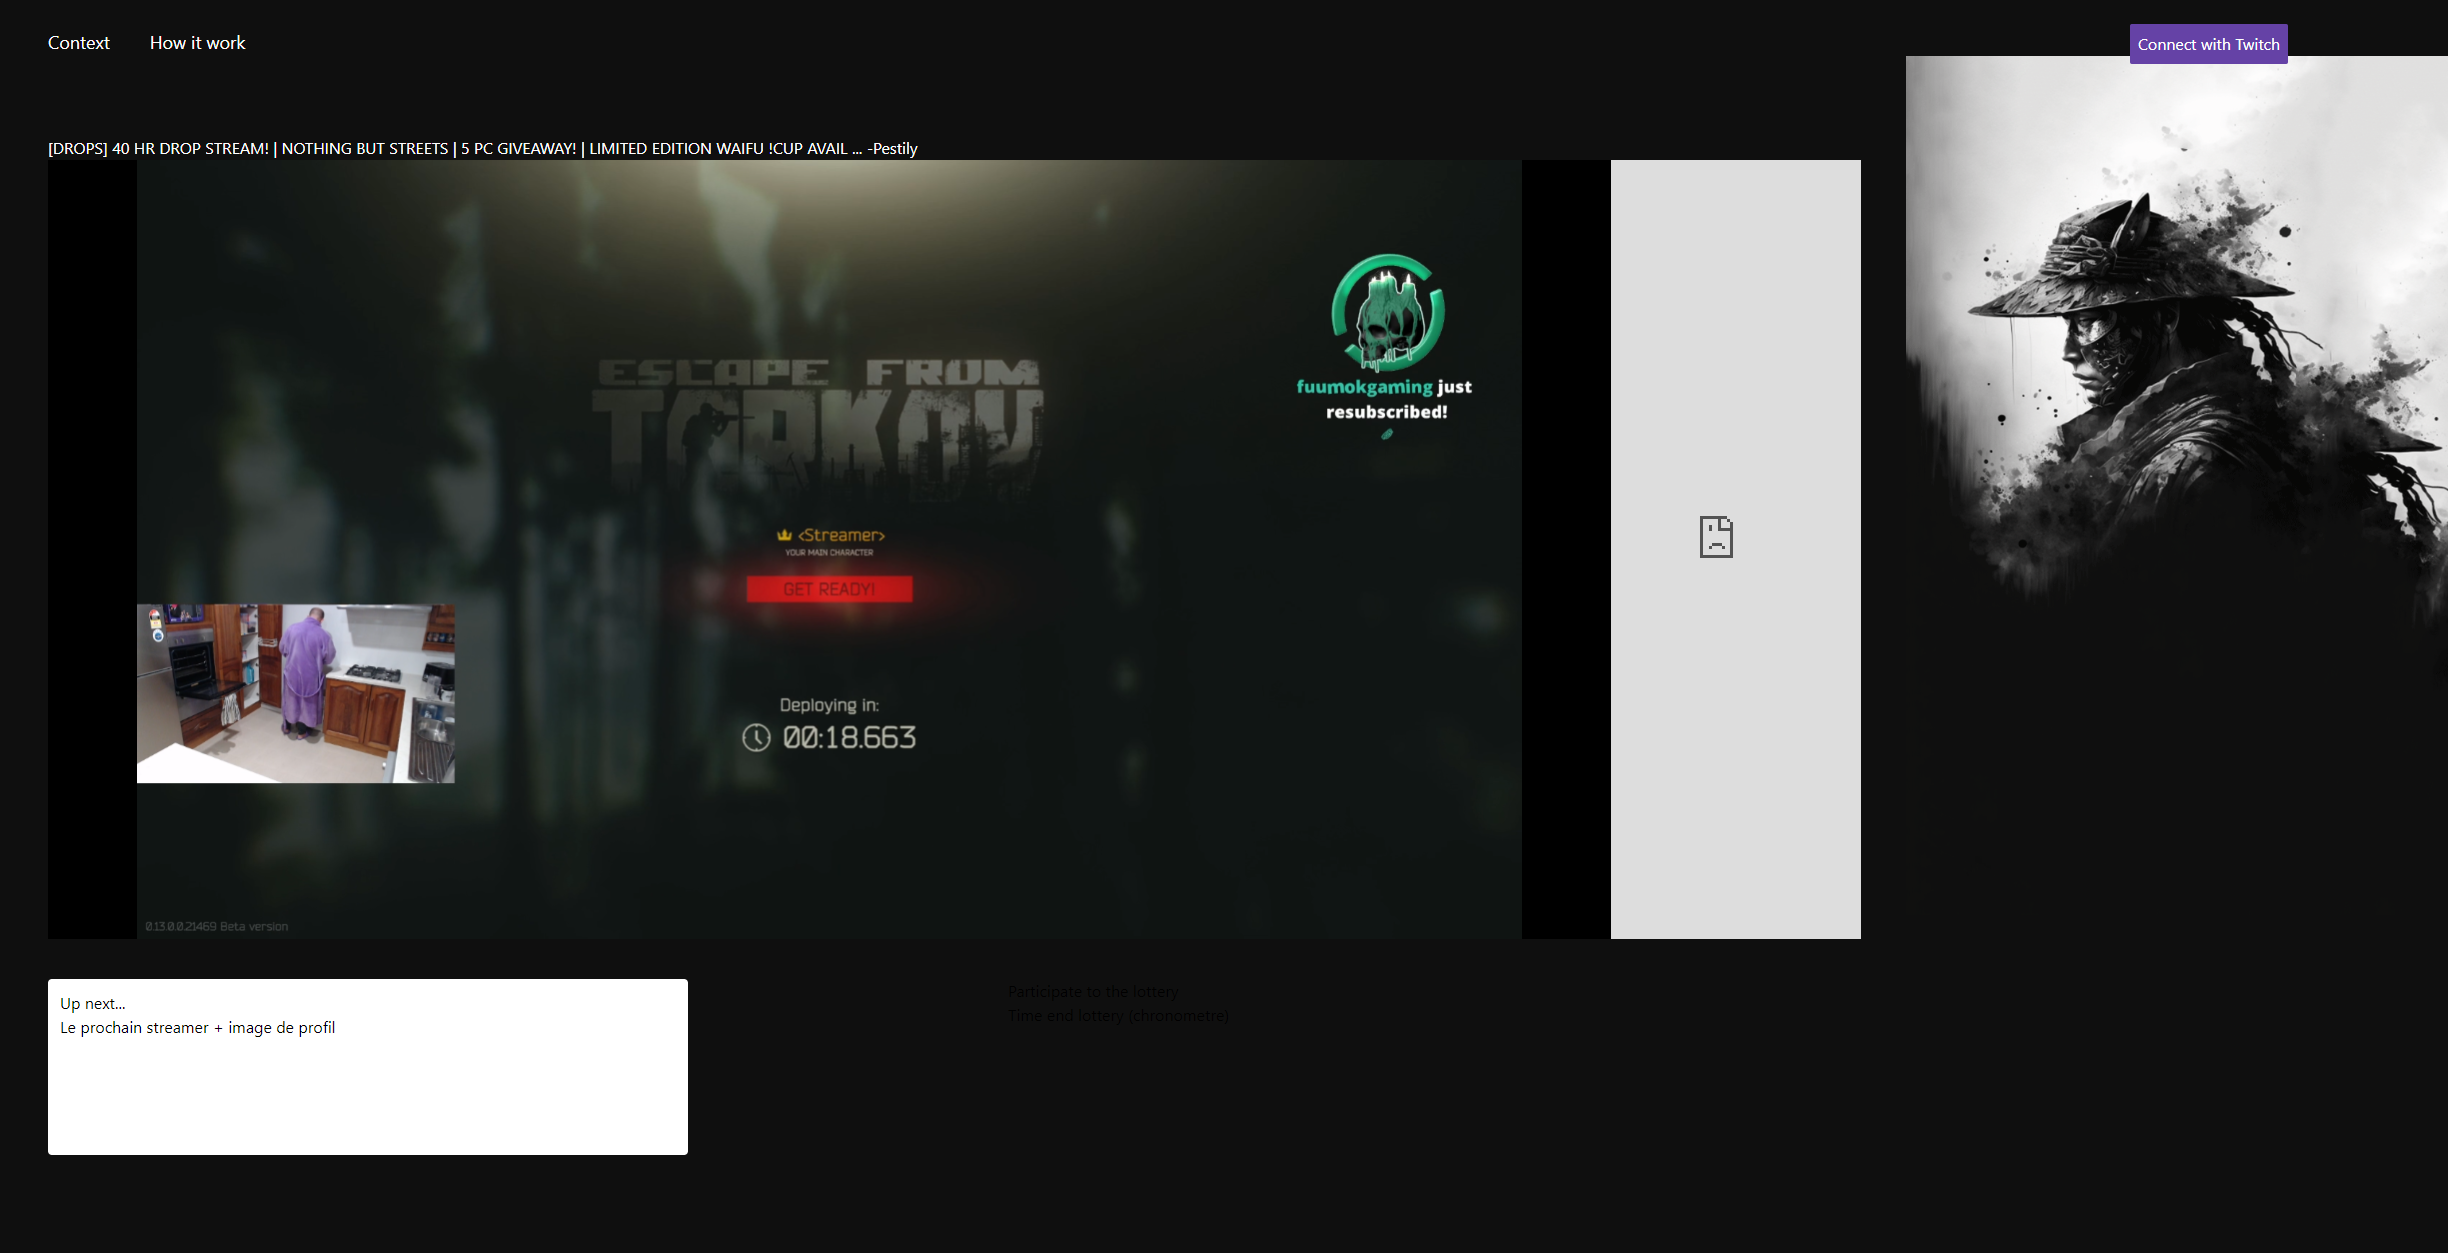 Context
How it work
Connect with Twitch
[DROPS] 40 HR DROP STREAM! | NOTHING BUT STREETS | 5 PC GIVEAWAY! | LIMITED EDITION WAIFU !CUP AVAIL ... -Pestily
fuumokgaming just
resubscribed!
ESCAPE FROM
TARKOV
<Streamer>
YOUR MAIN CHARACTER
GET READY!
Deploying in:
00:18.663
0.13.0.0.21469 Beta version
Up next...
Le prochain streamer + image de profil
Participate to the lottery
Time end lottery (chronometre)